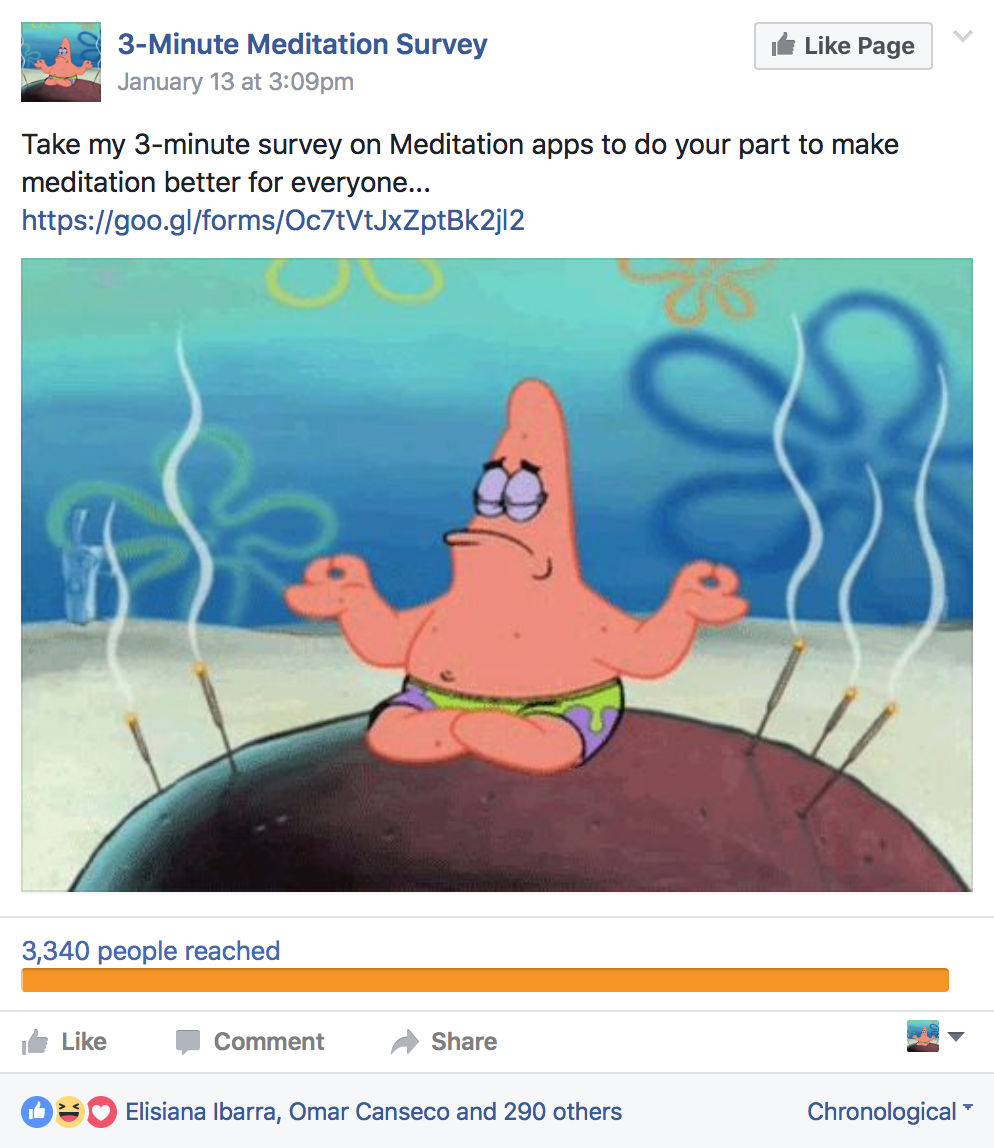 3-Minute Meditation Survey
Like Page
January 13 at 3:09pm
Take my 3-minute survey on Meditation apps to do your part to make
meditation better for everyone...
https://goo.gl/forms/Oc7tVtJxZptBk2jl2
3,340 people reached
Like
Comment
Share
Elisiana Ibarra, Omar Canseco and 290 others
Chronological